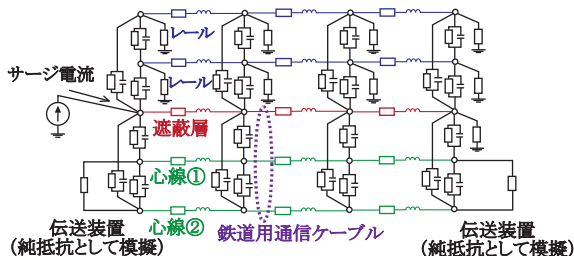 レール
サージ電流
レール
遮蔽層
心線①
心線②
鉄道用通信ケーブル
伝送装置
（純抵抗として模擬）
伝送装置
（純抵抗として模擬）